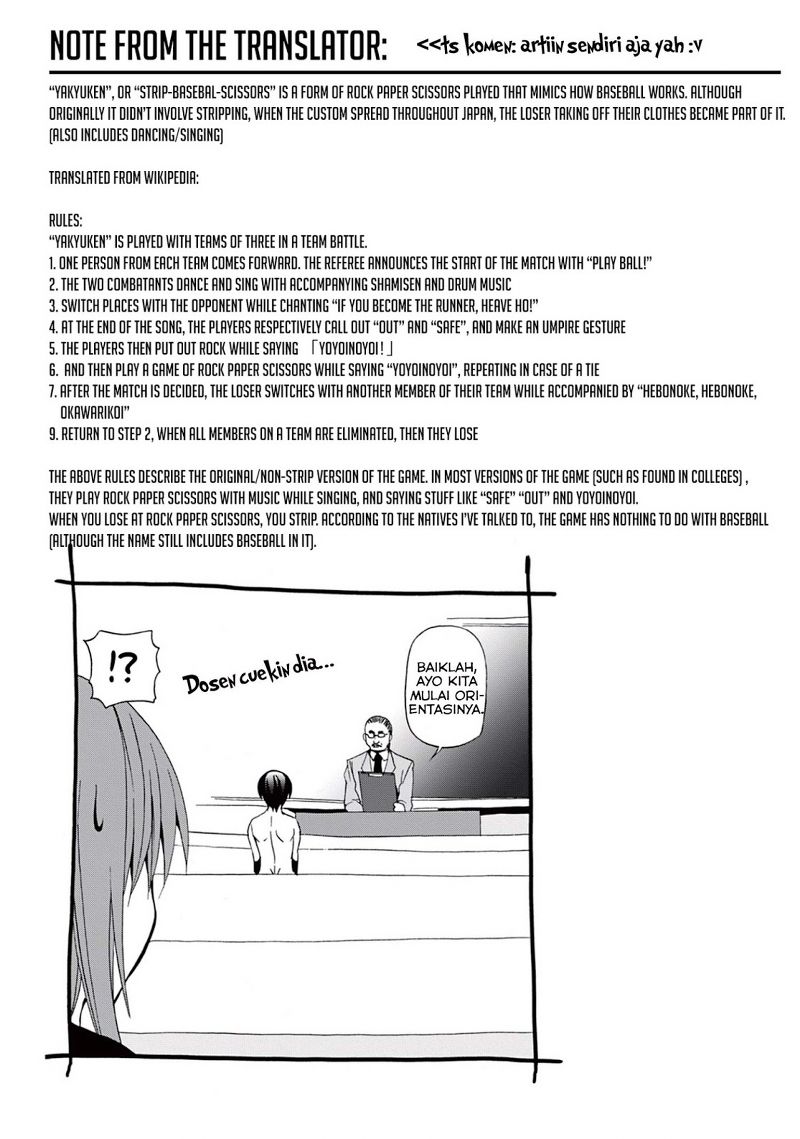 NOTE FROM THE TRANSLATOR: <<ts komen: artiin sendiri aja yah :v
"YAKYUKEN", OR "STRIP-BASEBAL-SCISSORS" IS A FORM OF ROCK PAPER SCISSORS PLAYED THAT MIMICS HOW BASEBALL WORKS. ALTHOUGH
ORIGINALLY IT DIDN'T INVOLVE STRIPPING, WHEN THE CUSTOM SPREAD THROUGHOUT JAPAN, THE LOSER TAKING OFF THEIR CLOTHES BECAME PART OF IT.
(ALSO INCLUDES DANCING/SINGING)
TRANSLATED FROM WIKIPEDIA:
RULES:
"YAKYUKEN" IS PLAYED WITH TEAMS OF THREE IN A TEAM BATTLE.
1. ONE PERSON FROM EACH TEAM COMES FORWARD. THE REFEREE ANNOUNCES THE START OF THE MATCH WITH "PLAY BALL!"
2. THE TWO COMBATANTS DANCE AND SING WITH ACCOMPANYING SHAMISEN AND DRUM MUSIC
3. SWITCH PLACES WITH THE OPPONENT WHILE CHANTING "IF YOU BECOME THE RUNNER, HEAVE HO!"
4. AT THE END OF THE SONG, THE PLAYERS RESPECTIVELY CALL OUT "OUT" AND "SAFE", AND MAKE AN UMPIRE GESTURE
5. THE PLAYERS THEN PUT OUT ROCK WHILE SAYING 「YOYOINOYOI!」
6. AND THEN PLAY A GAME OF ROCK PAPER SCISSORS WHILE SAYING "YOYOINOYOI", REPEATING IN CASE OF A TIE
7. AFTER THE MATCH IS DECIDED, THE LOSER SWITCHES WITH ANOTHER MEMBER OF THEIR TEAM WHILE ACCOMPANIED BY "HEBONOKE, HEBONOKE,
OKAWARIKOI"
9. RETURN TO STEP 2, WHEN ALL MEMBERS ON A TEAM ARE ELIMINATED, THEN THEY LOSE
THE ABOVE RULES DESCRIBE THE ORIGINAL/NON-STRIP VERSION OF THE GAME. IN MOST VERSIONS OF THE GAME (SUCH AS FOUND IN COLLEGES) ,
THEY PLAY ROCK PAPER SCISSORS WITH MUSIC WHILE SINGING, AND SAYING STUFF LIKE "SAFE" "OUT" AND YOYOINOYOI.
WHEN YOU LOSE AT ROCK PAPER SCISSORS, YOU STRIP. ACCORDING TO THE NATIVES I'VE TALKED TO, THE GAME HAS NOTHING TO DO WITH BASEBALL
(ALTHOUGH THE NAME STILL INCLUDES BASEBALL IN IT).
!?
Dosen cuekin dia...
BAIKLAH,
AYO KITA
MULAI ORI-
ENTASINYA.